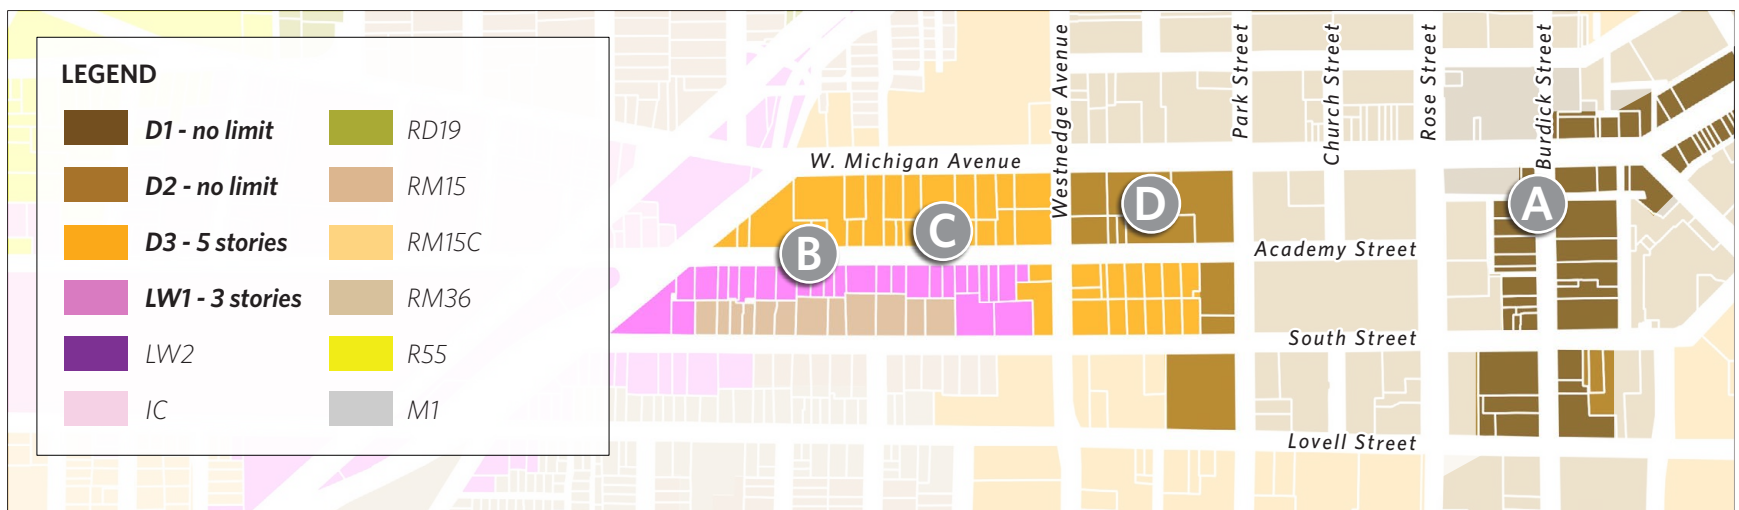 LEGEND
D1 - no limit
D2 - no limit
D3 - 5 stories
LW1 - 3 stories
LW2
IC
RD19
RM15
RM15C
RM36
R55
M1
W. Michigan Avenue
Westnedge Avenue
Park Street
Church Street
Rose Street
Burdick Street
Academy Street
South Street
Lovell Street
B
C
D
A